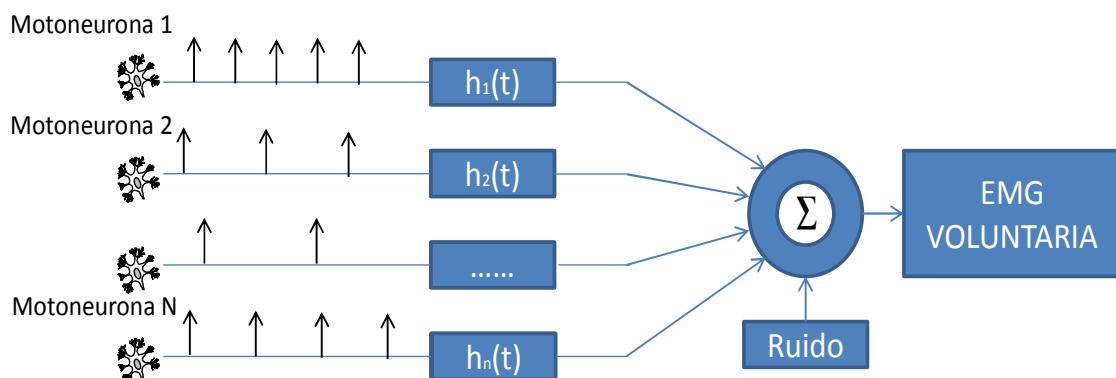 Motoneurona 1
h₁(t)
Motoneurona 2
h₂(t)
Σ
EMG
VOLUNTARIA
......
Motoneurona N
hₙ(t)
Ruido